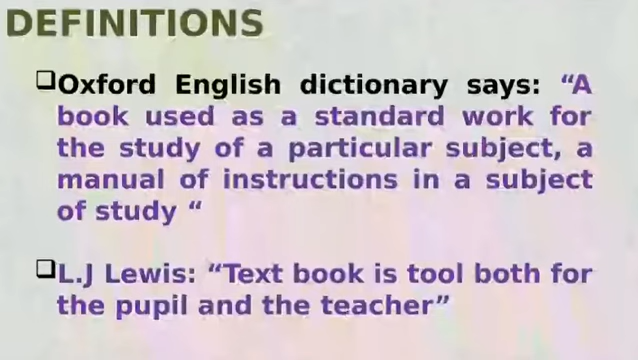 DEFINITIONS
❑Oxford English dictionary says: “A
book used as a standard work for
the study of a particular subject, a
manual of instructions in a subject
of study “
❑L.J Lewis: “Text book is tool both for
the pupil and the teacher”